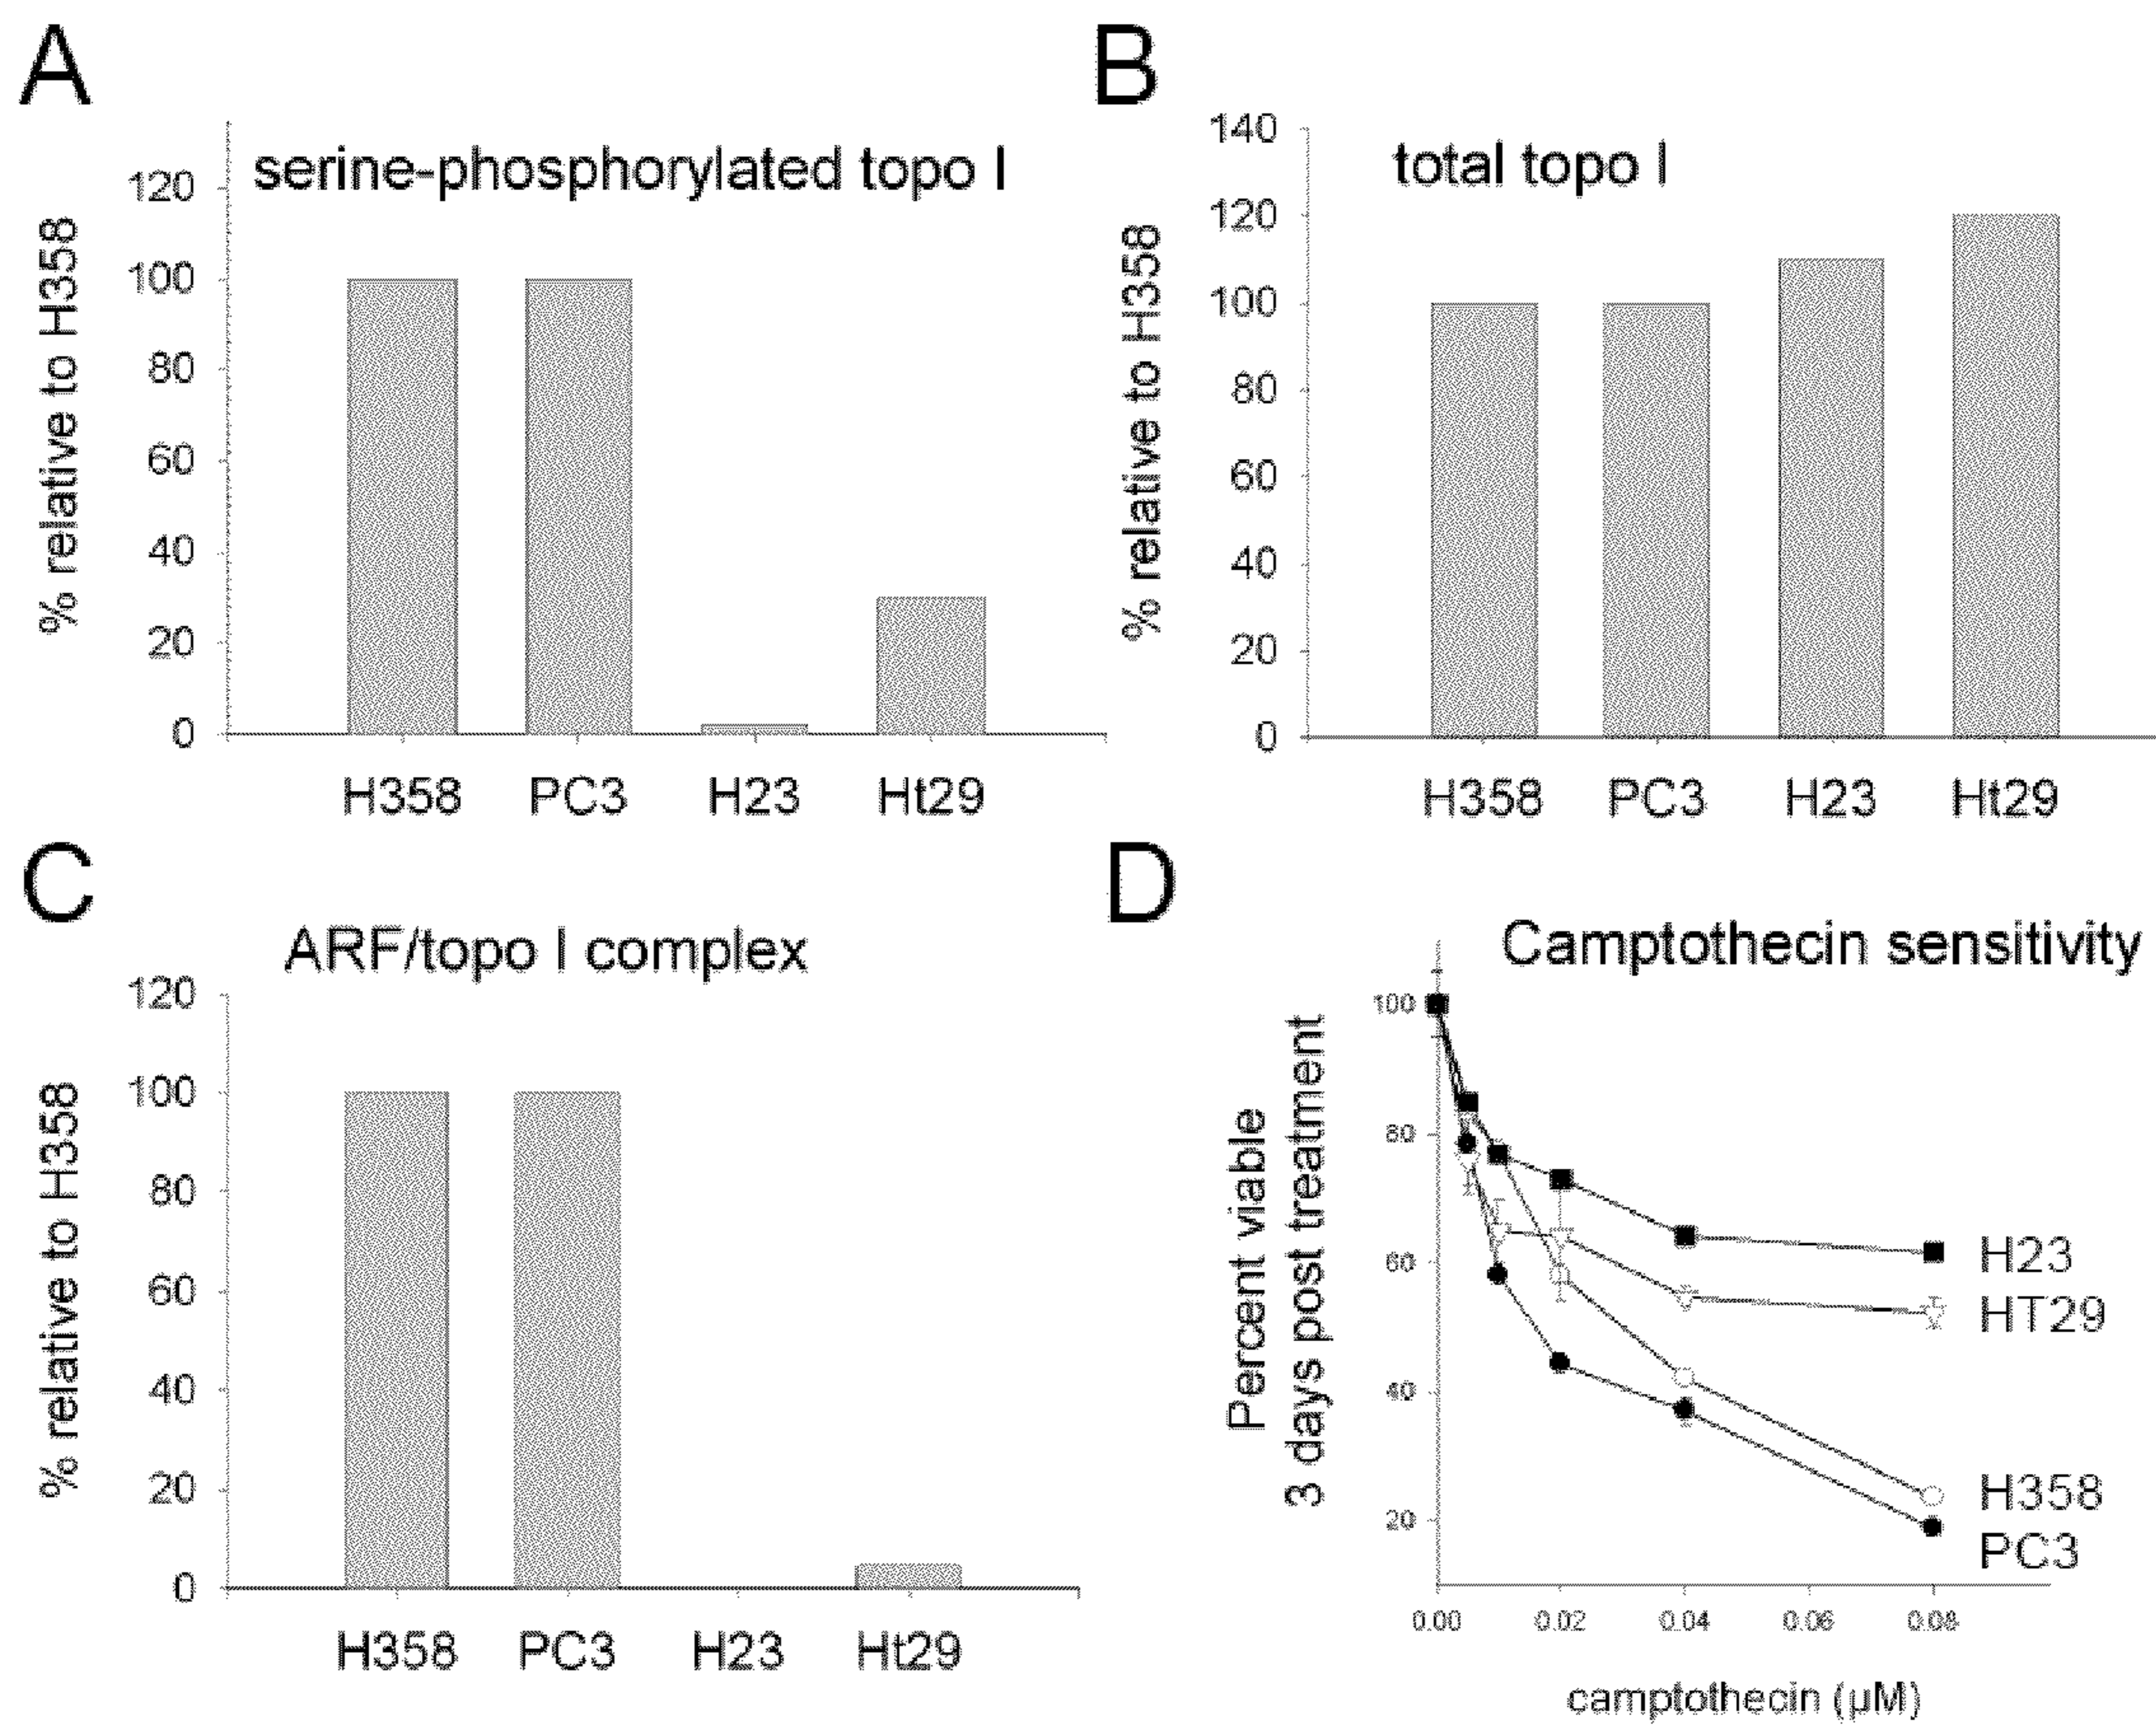 A
serine-phosphorylated topo I
% relative to H358
120
100
80
60
40
20
0
H358 PC3 H23 Ht29
B
total topo I
% relative to H358
140
120
100
80
60
40
20
0
H358 PC3 H23 Ht29
C
ARF/topo I complex
% relative to H358
120
100
80
60
40
20
0
H358 PC3 H23 Ht29
D
Camptothecin sensitivity
Percent viable
3 days post treatment
100
80
60
40
20
H23
HT29
H358
PC3
0.00 0.02 0.04 0.06 0.08
camptothecin (µM)